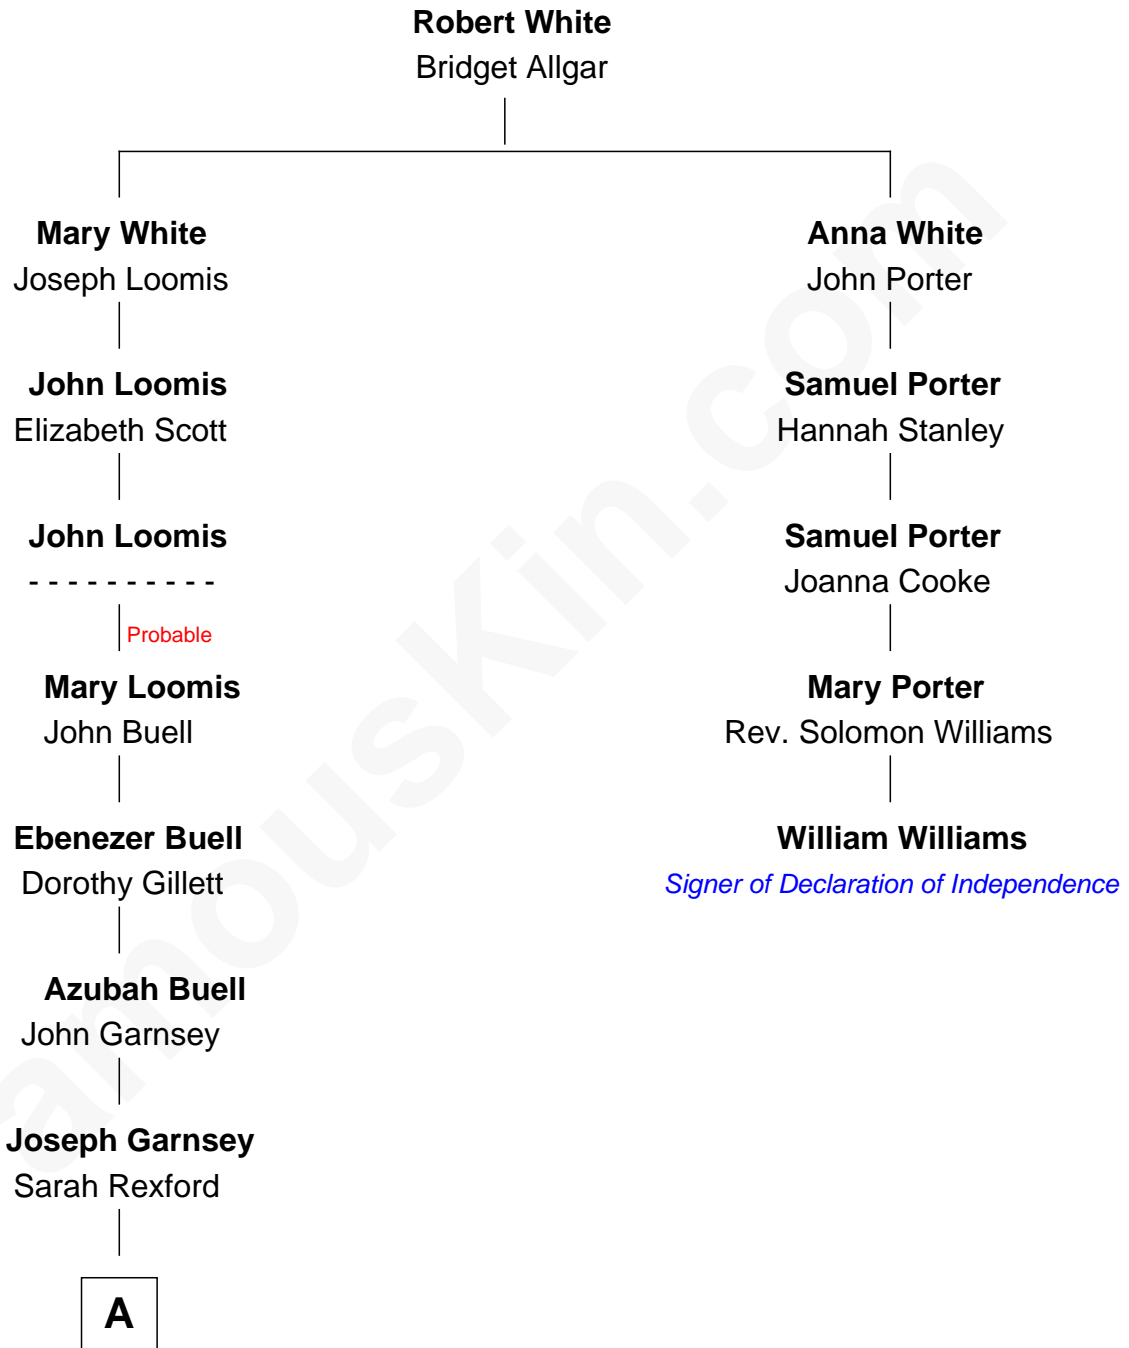 Robert White
Bridget Allgar
Mary White
Joseph Loomis
Anna White
John Porter
John Loomis
Elizabeth Scott
Samuel Porter
Hannah Stanley
John Loomis
- - - - - - - - - -
Samuel Porter
Joanna Cooke
Probable
Mary Loomis
John Buell
Mary Porter
Rev. Solomon Williams
Ebenezer Buell
Dorothy Gillett
William Williams
Signer of Declaration of Independence
Azubah Buell
John Garnsey
Joseph Garnsey
Sarah Rexford
A
amousKin.com